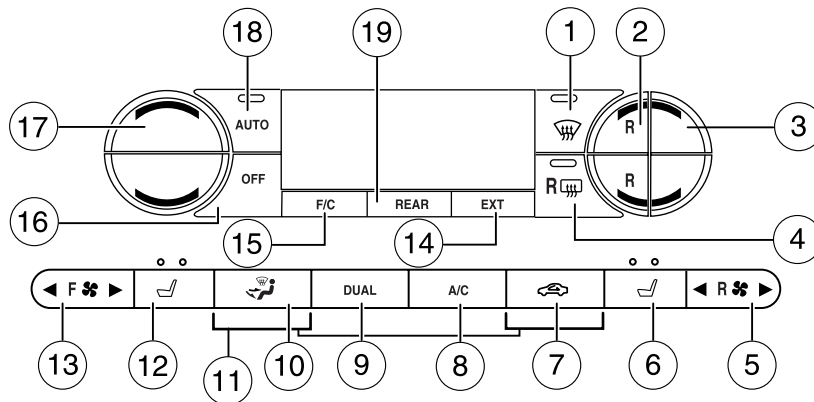 18 19 1 2
17 AUTO R 3
OFF R R
16 F/C REAR EXT
15 14 4
F DUAL A/C R
13 12 11 10 9 8 7 6 5